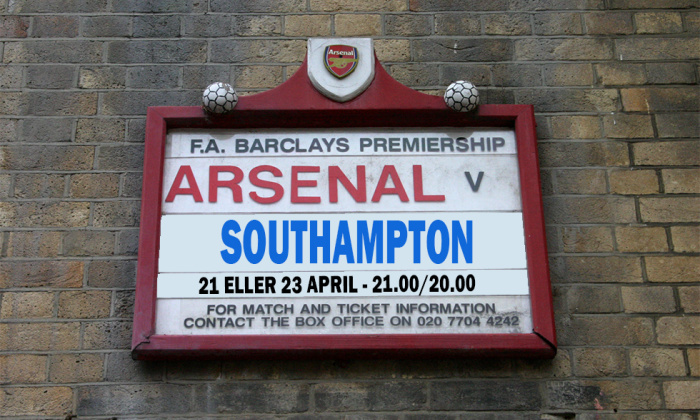 Arsenal
F.A. BARCLAYS PREMIERSHIP
ARSENAL V
SOUTHAMPTON
21 ELLER 23 APRIL - 21.00/20.00
FOR MATCH AND TICKET INFORMATION
CONTACT THE BOX OFFICE ON 020 7704 4242